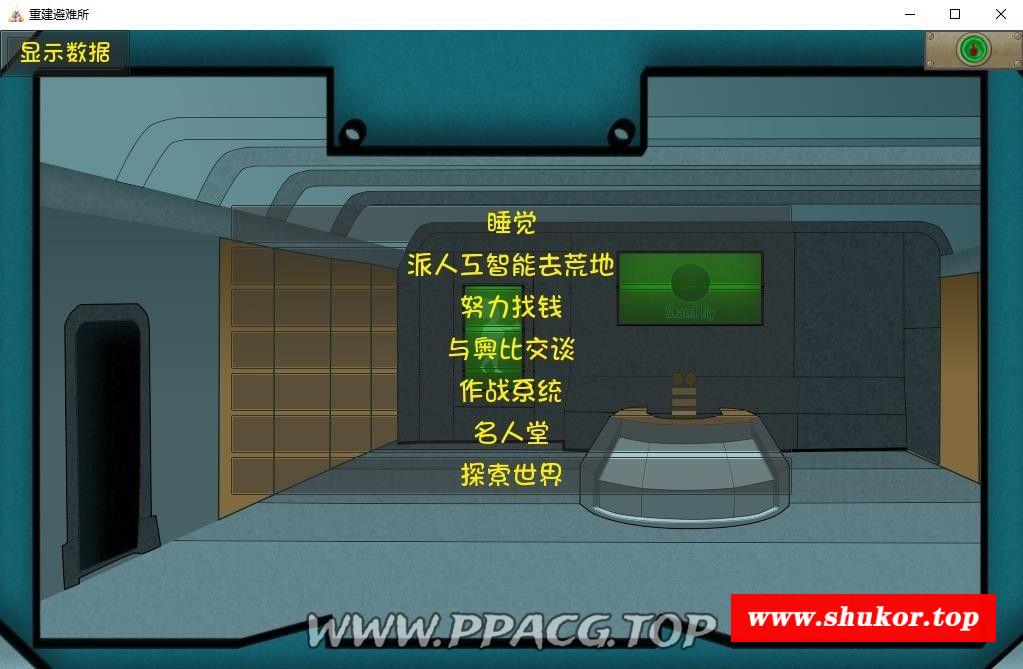 重建避难所
显示数据
睡觉
派人工智能去荒地
努力找钱
Stand By
与奥比交谈
作战系统
名人堂
探索世界
WWW.PPACG.TOP
www.shukor.top